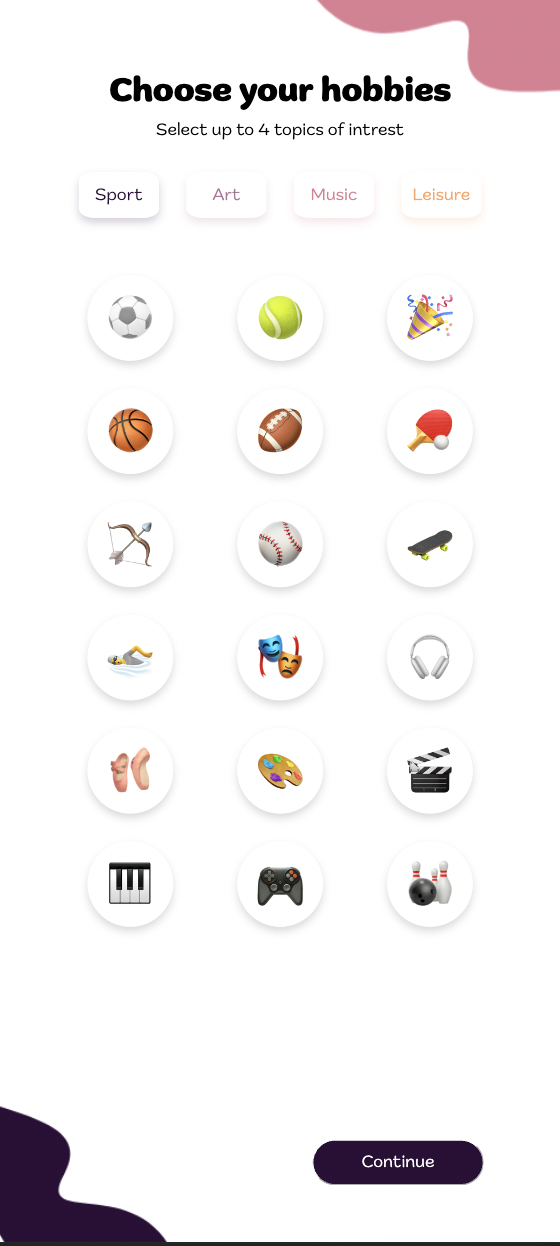 Choose your hobbies
Select up to 4 topics of intrest
Sport Art Music Leisure
Continue